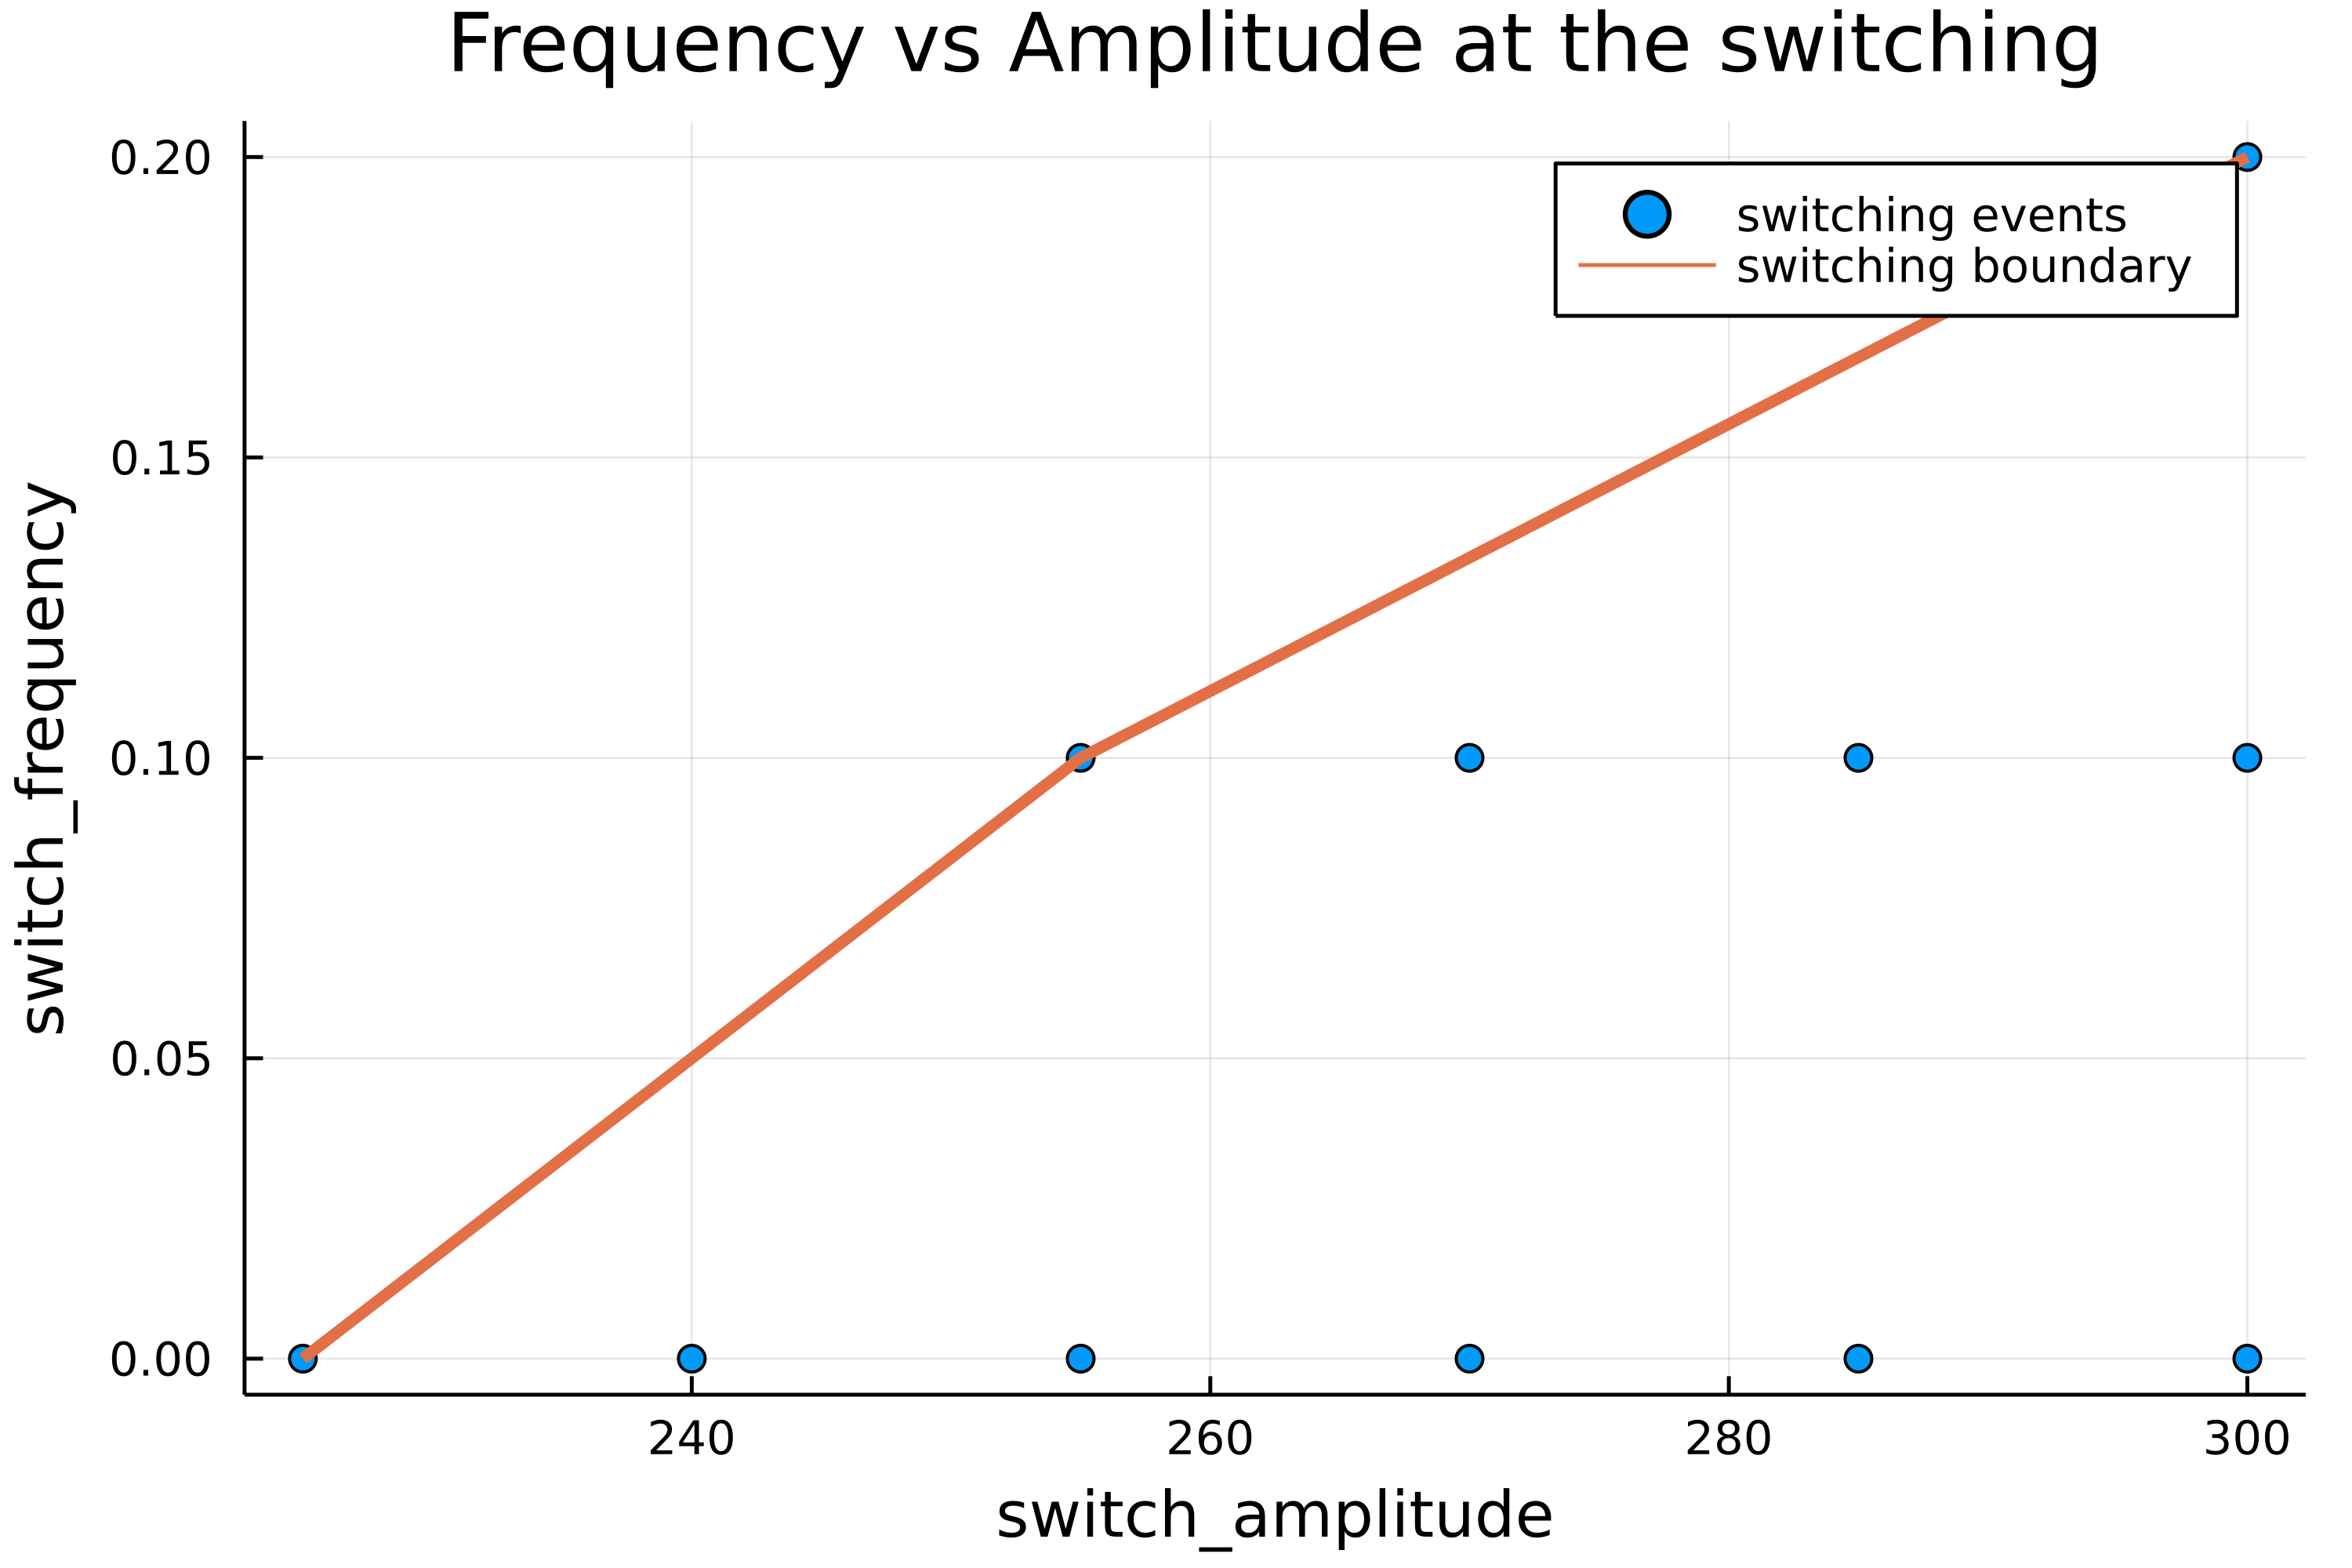 Frequency vs Amplitude at the switching
switching events
switching boundary
0.20
0.15
0.10
0.05
0.00
switch_frequency
240 260 280 300
switch_amplitude